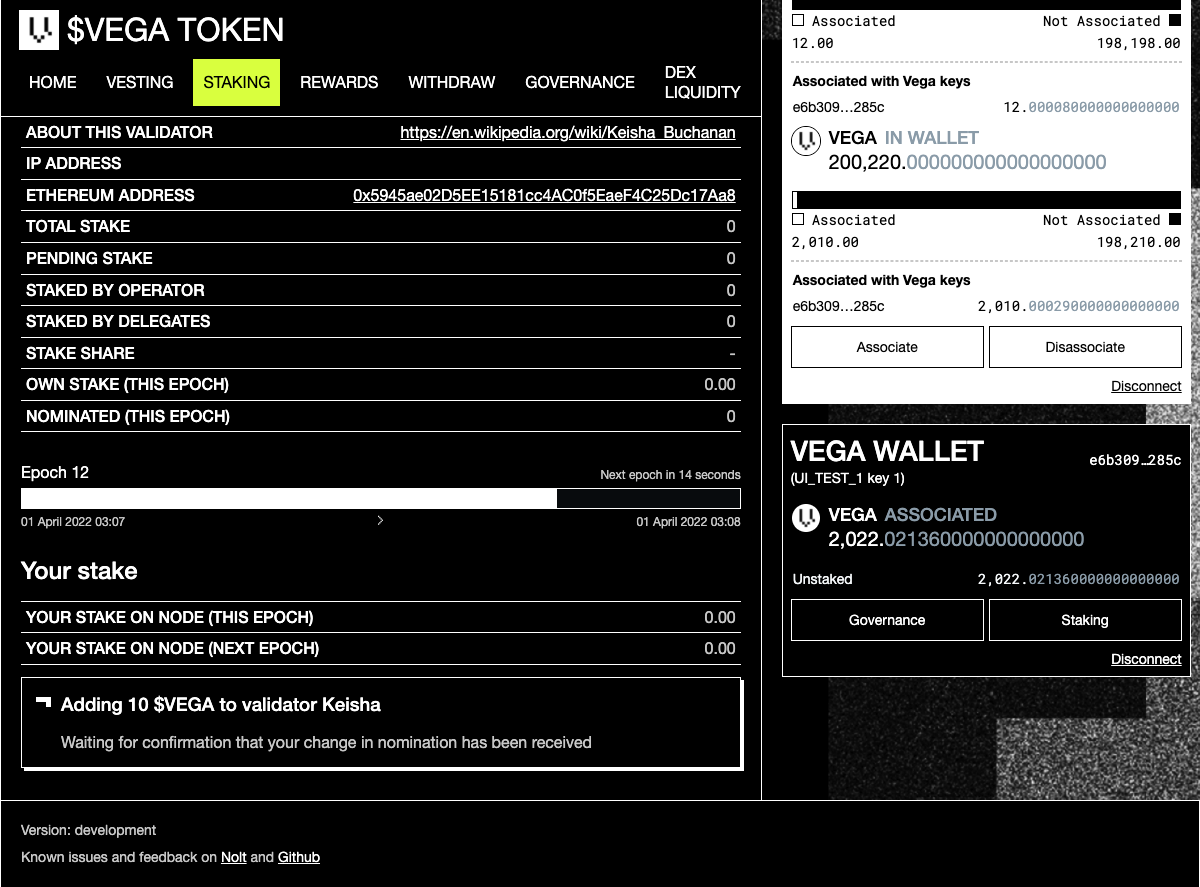 $VEGA TOKEN
HOME VESTING STAKING REWARDS WITHDRAW GOVERNANCE DEX LIQUIDITY
ABOUT THIS VALIDATOR https://en.wikipedia.org/wiki/Keisha_Buchanan
IP ADDRESS
ETHEREUM ADDRESS 0x5945ae02D5EE15181cc4AC0f5EaeF4C25Dc17Aa8
TOTAL STAKE 0
PENDING STAKE 0
STAKED BY OPERATOR 0
STAKED BY DELEGATES 0
STAKE SHARE -
OWN STAKE (THIS EPOCH) 0.00
NOMINATED (THIS EPOCH) 0
Epoch 12 Next epoch in 14 seconds
01 April 2022 03:07 01 April 2022 03:08
Your stake
YOUR STAKE ON NODE (THIS EPOCH) 0.00
YOUR STAKE ON NODE (NEXT EPOCH) 0.00
Adding 10 $VEGA to validator Keisha
Waiting for confirmation that your change in nomination has been received
Associated Not Associated
12.00 198,198.00
Associated with Vega keys
e6b309…285c 12.000080000000000000
VEGA IN WALLET
200,220.000000000000000000
Associated Not Associated
2,010.00 198,210.00
Associated with Vega keys
e6b309…285c 2,010.000290000000000000
Associate Disassociate
Disconnect
VEGA WALLET e6b309…285c
(UI_TEST_1 key 1)
VEGA ASSOCIATED
2,022.021360000000000000
Unstaked 2,022.021360000000000000
Governance Staking
Disconnect
Version: development
Known issues and feedback on Nolt and Github